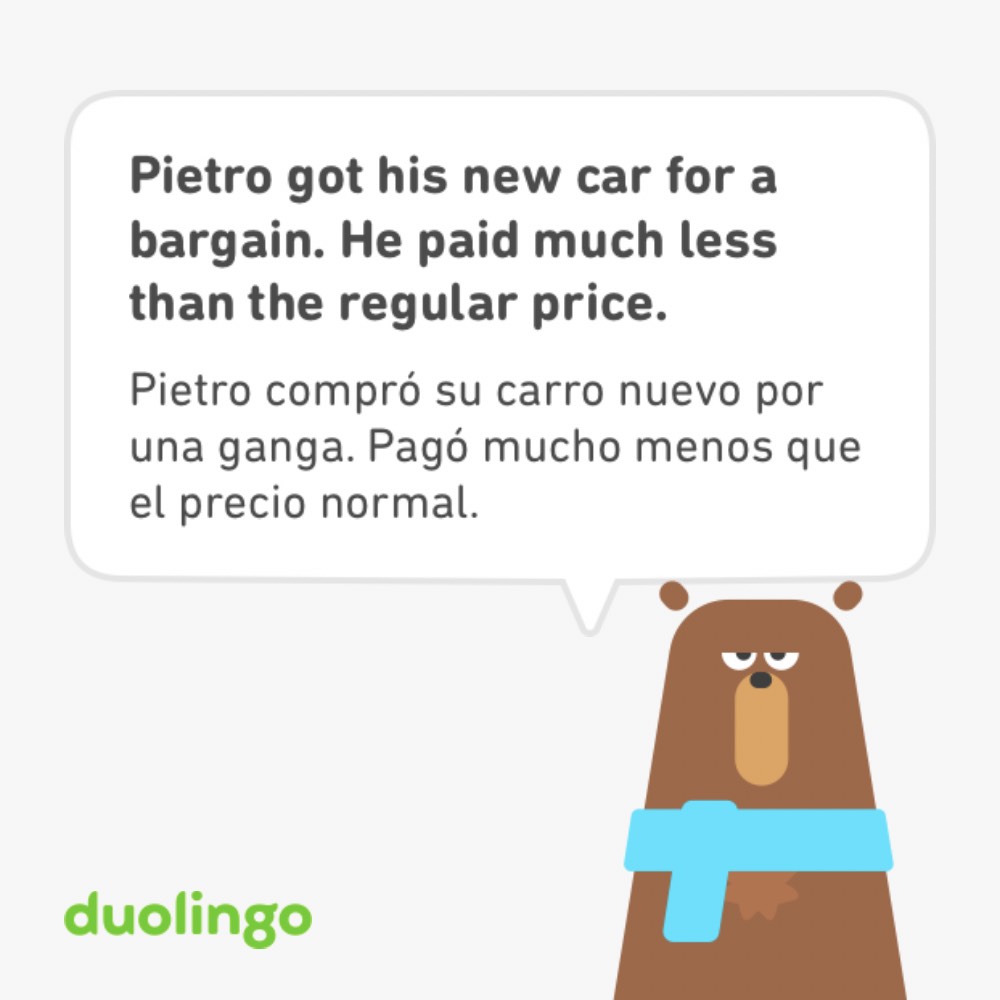 Pietro got his new car for a
bargain. He paid much less
than the regular price.
Pietro compró su carro nuevo por
una ganga. Pagó mucho menos que
el precio normal.
duolingo